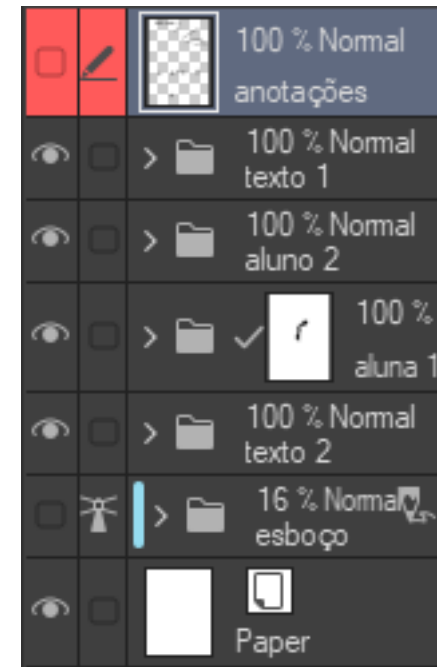 100 % Normal
anotações
100 % Normal
texto 1
100 % Normal
aluno 2
100 %
aluna 1
100 % Normal
texto 2
16 % Normal
esboço
Paper